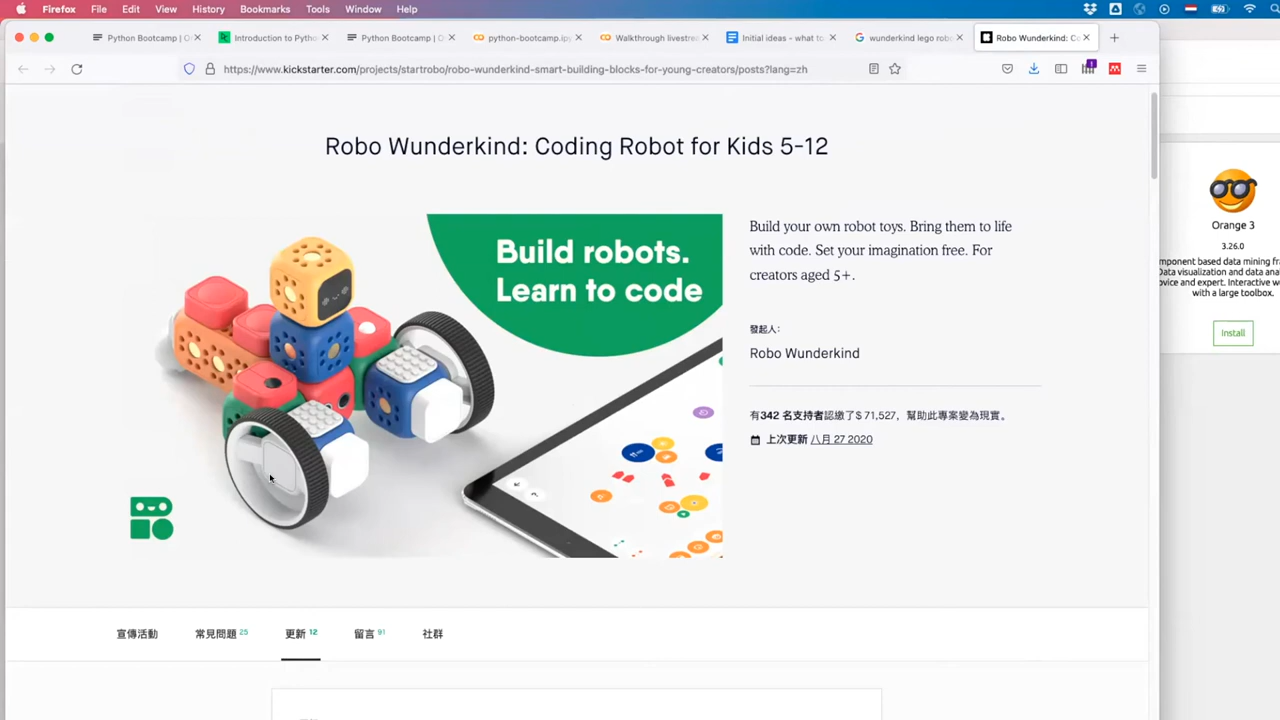 Firefox File Edit View History Bookmarks Tools Window Help
Python Bootcamp | O
Introduction to Pytho
Python Bootcamp | O
python-bootcamp.ipy
Walkthrough livestrea
Initial ideas - what to
wunderkind lego robo
Robo Wunderkind: Co
https://www.kickstarter.com/projects/startrobo/robo-wunderkind-smart-building-blocks-for-young-creators/posts?lang=zh
Robo Wunderkind: Coding Robot for Kids 5-12
Build robots.
Learn to code
Build your own robot toys. Bring them to life
with code. Set your imagination free. For
creators aged 5+.
發起人:
Robo Wunderkind
有342 名支持者認繳了$ 71,527，幫助此專案變為現實。
上次更新 八月 27 2020
宣傳活動 常見問題 25 更新 12 留言 91 社群
Orange 3
3.26.0
mponent based data mining fra
Data visualization and data anal
ovice and expert. Interactive w
with a large toolbox.
Install